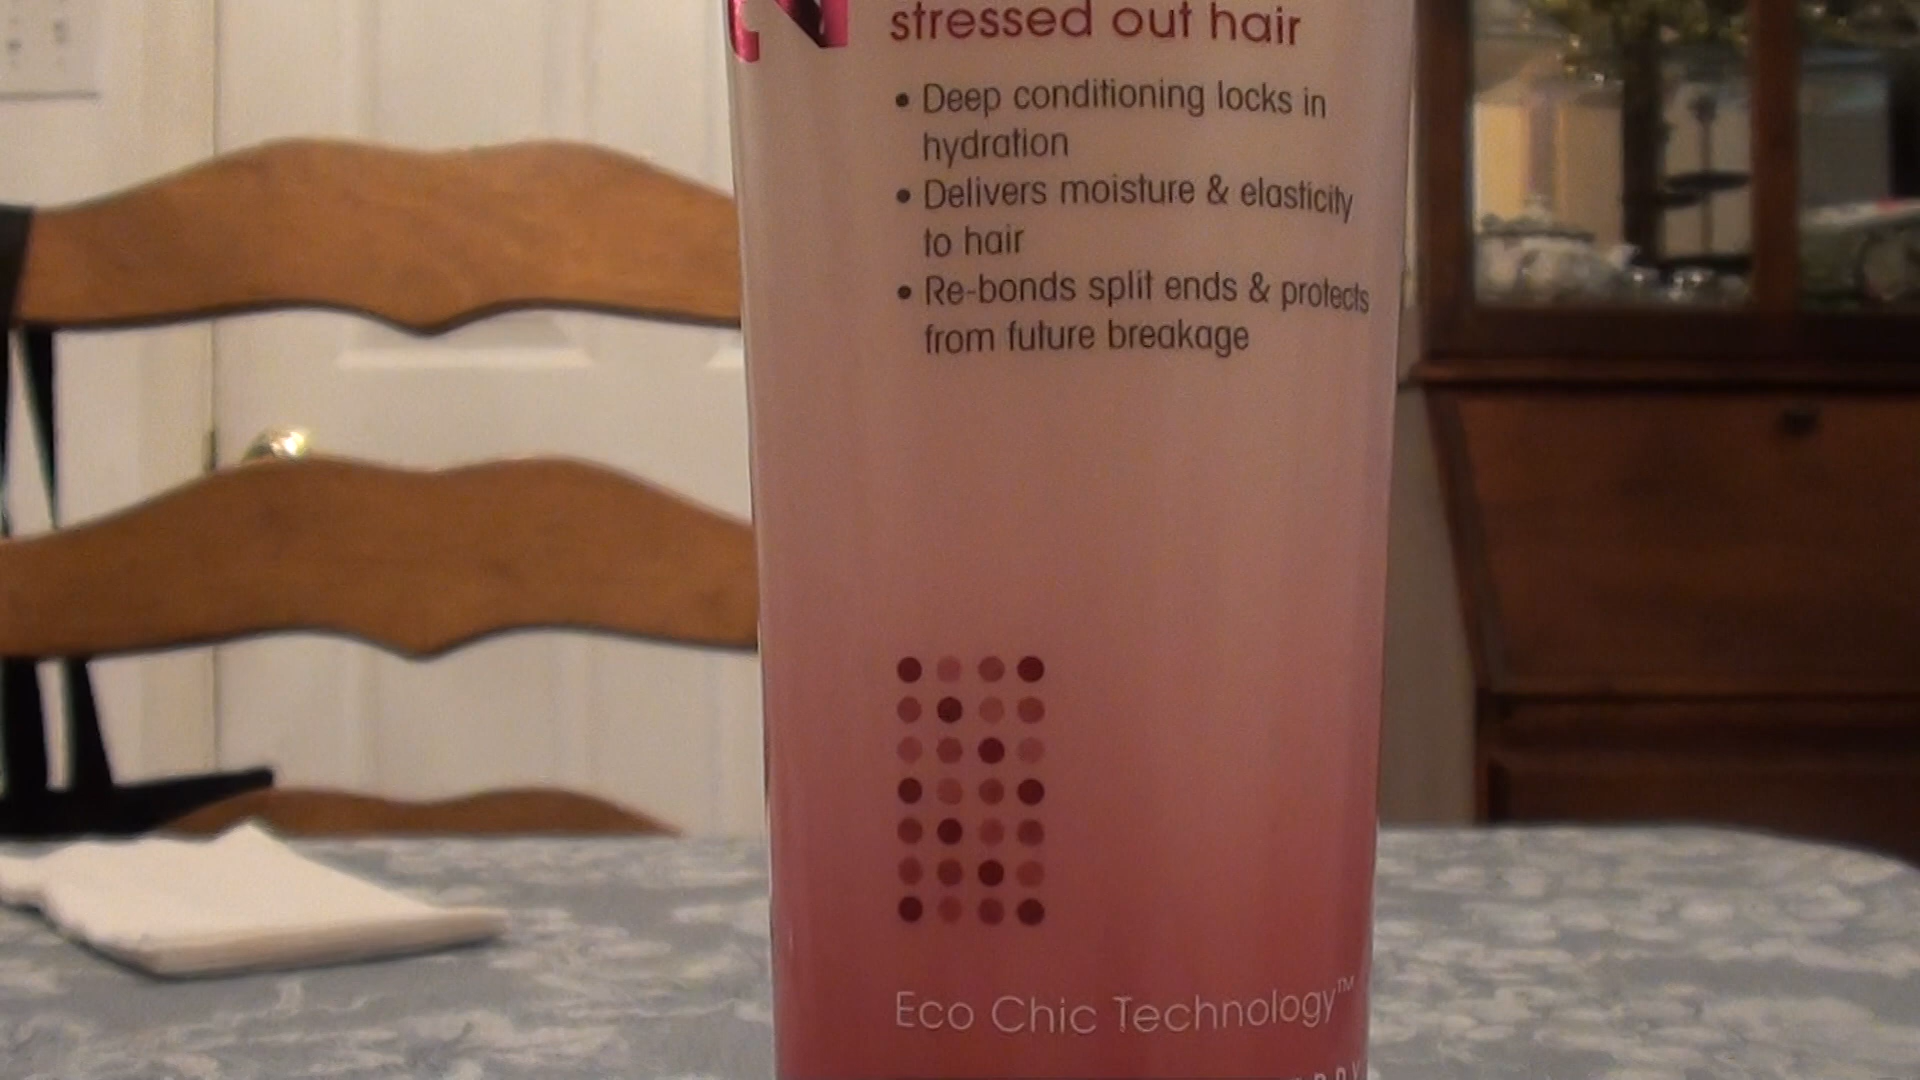 stressed out hair
• Deep conditioning locks in
hydration
• Delivers moisture & elasticity
to hair
• Re-bonds split ends & protects
from future breakage
Eco Chic Technology™